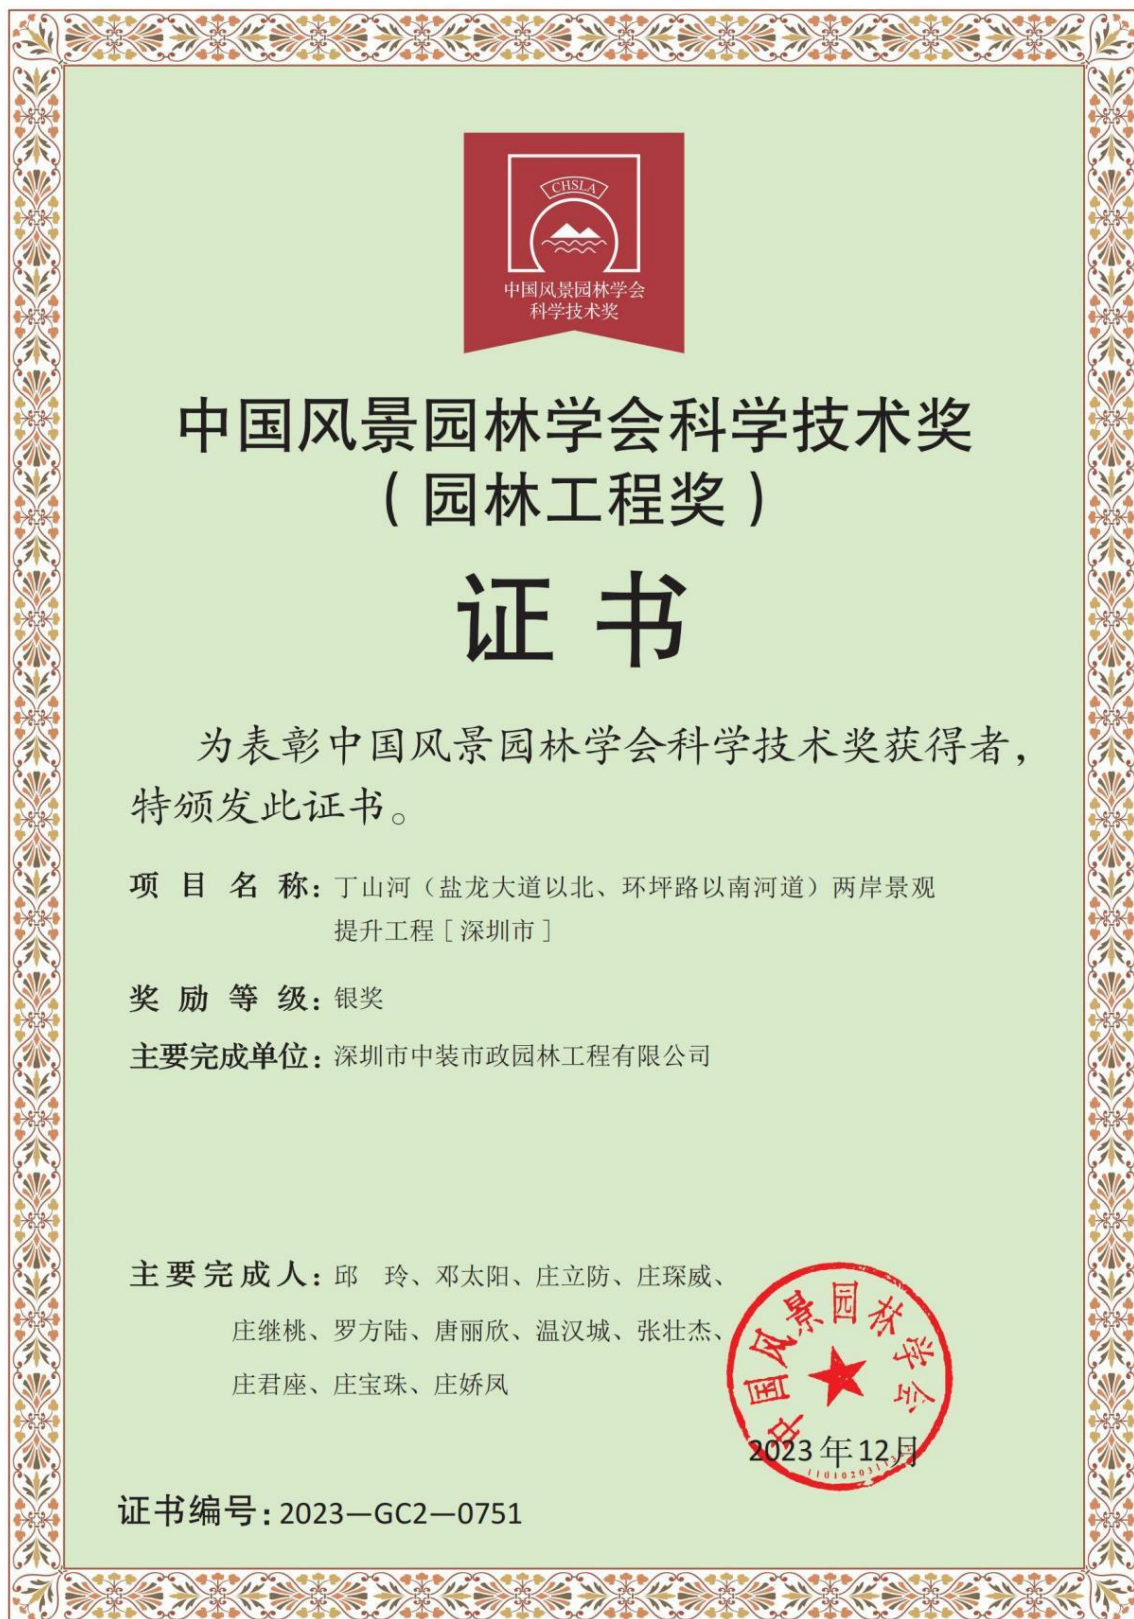 CHSLA
中国风景园林学会
科学技术奖
中国风景园林学会科学技术奖
（园林工程奖）
证书
为表彰中国风景园林学会科学技术奖获得者，
特颁发此证书。
项目名称：丁山河（盐龙大道以北、环坪路以南河道）两岸景观
提升工程［深圳市］
奖励等级：银奖
主要完成单位：深圳市中装市政园林工程有限公司
主要完成人：邱　玲、邓太阳、庄立防、庄琛威、
庄继桃、罗方陆、唐丽欣、温汉城、张壮杰、
庄君座、庄宝珠、庄娇凤
中国风景园林学会
2023年12月
证书编号：2023—GC2—0751